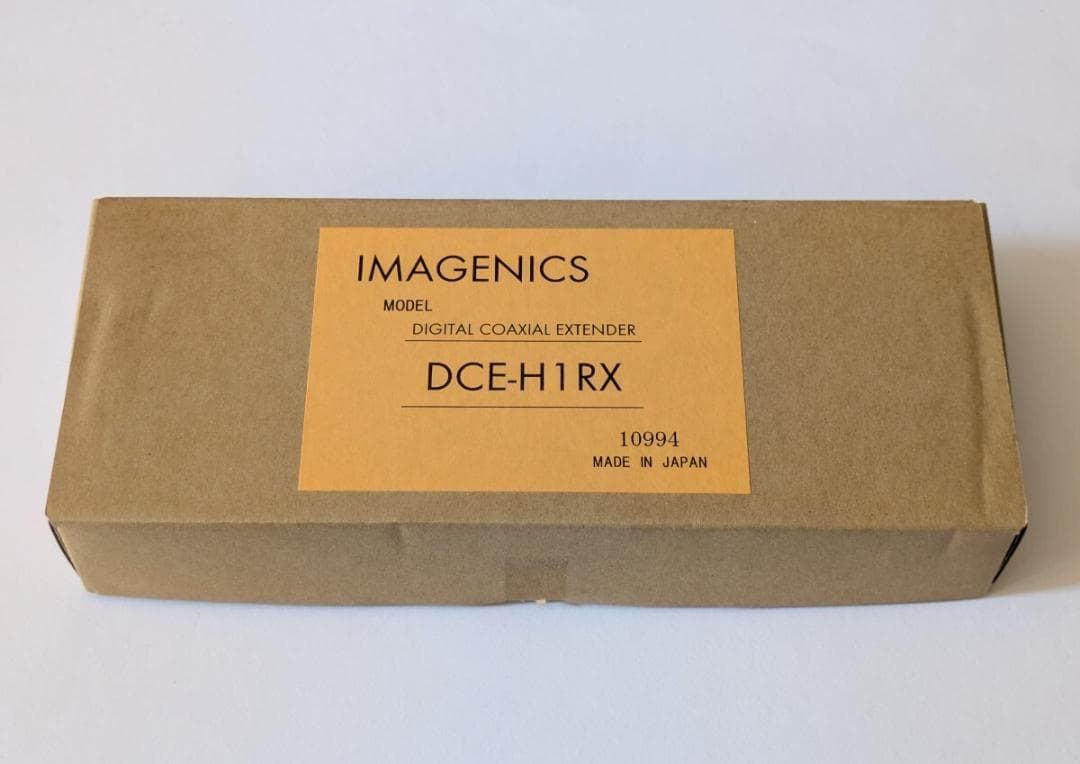 IMAGENICS
MODEL
DIGITAL COAXIAL EXTENDER
DCE-H1RX
10994
MADE IN JAPAN